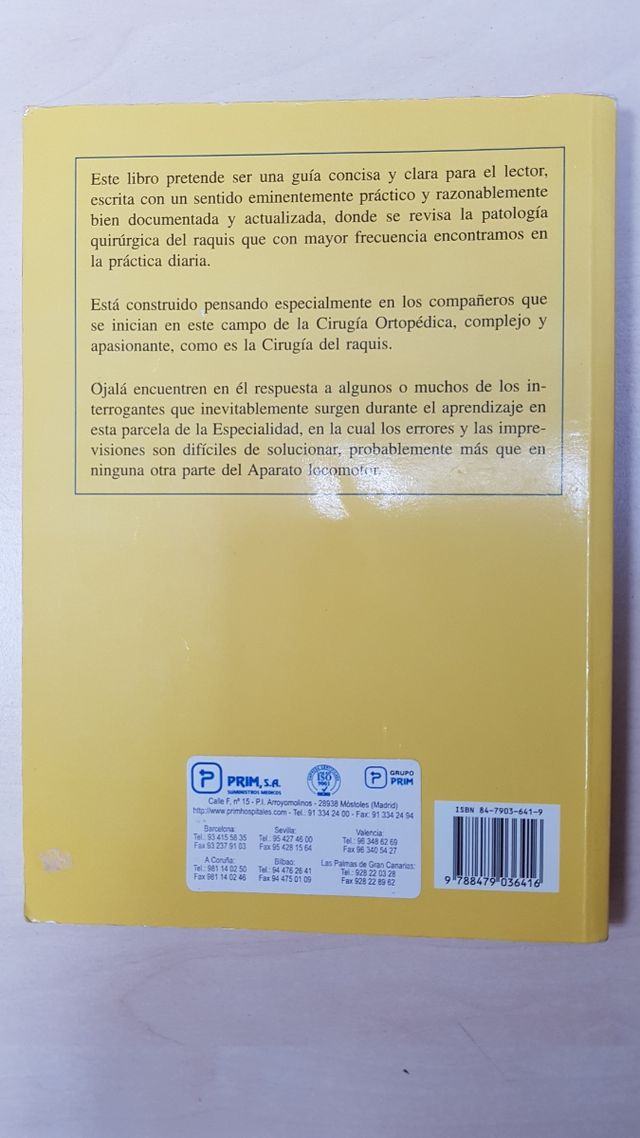 Este libro pretende ser una guía concisa y clara para el lector,
escrita con un sentido eminentemente práctico y razonablemente
bien documentada y actualizada, donde se revisa la patología
quirúrgica del raquis que con mayor frecuencia encontramos en
la práctica diaria.
Está construido pensando especialmente en los compañeros que
se inician en este campo de la Cirugía Ortopédica, complejo y
apasionante, como es la Cirugía del raquis.
Ojalá encuentren en él respuesta a algunos o muchos de los in-
terrogantes que inevitablemente surgen durante el aprendizaje en
esta parcela de la Especialidad, en la cual los errores y las impre-
visiones son difíciles de solucionar, probablemente más que en
ninguna otra parte del Aparato locomotor.
PRIM, S.A.
SUMINISTROS MEDICOS
ISO
9001
GRUPO
PRIM
Calle F, nº 15 - P.I. Arroyomolinos - 28938 Móstoles (Madrid)
http://www.primhospitales.com - Tel.: 91 334 24 00 - Fax: 91 334 24 94
Barcelona:
Tel.: 93 415 58 35
Fax 93 237 91 03
Sevilla:
Tel.: 95 427 46 00
Fax: 95 428 15 64
Valencia:
Tel.: 96 348 62 69
Fax 96 340 54 27
A Coruña:
Tel.: 981 14 02 50
Fax 981 14 02 46
Bilbao:
Tel.: 94 476 26 41
Fax 94 475 01 09
Las Palmas de Gran Canarios:
Tel.: 928 22 03 28
Fax 928 22 89 62
ISBN 84-7903-641-9
9 788479 036416